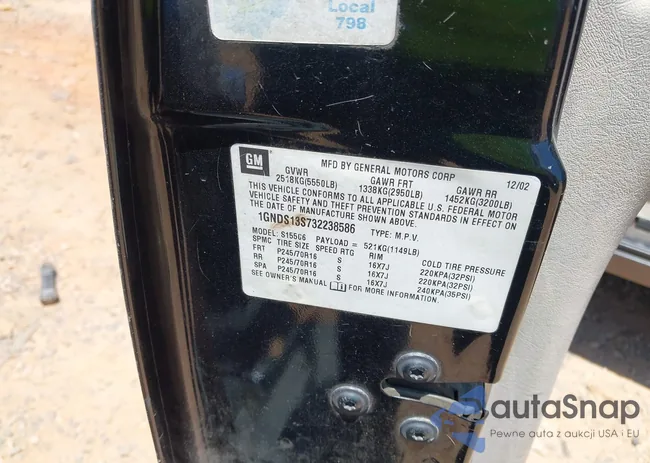 Local
798
GM
MFD BY GENERAL MOTORS CORP 12/02
GVWR GAWR FRT GAWR RR
2518KG(5550LB) 1338KG(2950LB) 1452KG(3200LB)
THIS VEHICLE CONFORMS TO ALL APPLICABLE U.S. FEDERAL MOTOR
VEHICLE SAFETY AND THEFT PREVENTION STANDARDS IN EFFECT ON
THE DATE OF MANUFACTURE SHOWN ABOVE.
1GNDS13S732238586 TYPE: M.P.V.
MODEL: S15506 PAYLOAD = 521KG(1149LB)
SPMC TIRE SIZE SPEED RTG RIM COLD TIRE PRESSURE
FRT P245/70R16 S 16X7J 220KPA(32PSI)
RR P245/70R16 S 16X7J 220KPA(32PSI)
SPA P245/70R16 S 16X7J 240KPA(35PSI)
SEE OWNER'S MANUAL FOR MORE INFORMATION.
autaSnap
Pewne auta z aukcji USA i EU